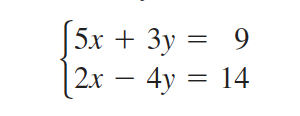 5x + 3y = 9
2x − 4y = 14